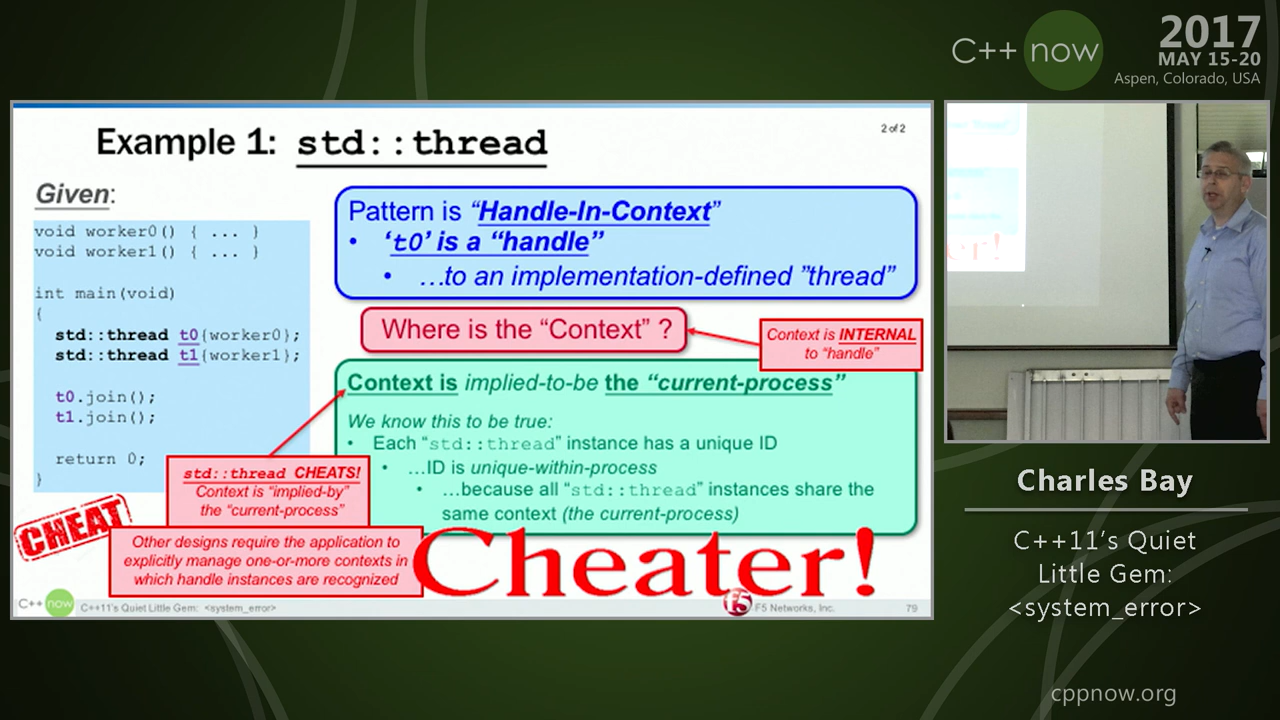 C++ now
2017
MAY 15-20
Aspen, Colorado, USA
Example 1: std::thread
2 of 2
Given:
void worker0() { ... }
void worker1() { ... }
int main(void)
{
std::thread t0{worker0};
std::thread t1{worker1};
t0.join();
t1.join();
return 0;
}
Pattern is “Handle-In-Context”
• ‘t0’ is a “handle”
• …to an implementation-defined ”thread”
Where is the “Context” ?
Context is INTERNAL
to “handle”
Context is implied-to-be the “current-process”
We know this to be true:
• Each “std::thread” instance has a unique ID
• …ID is unique-within-process
• …because all “std::thread” instances share the
same context (the current-process)
std::thread CHEATS!
Context is “implied-by”
the “current-process”
CHEAT
Other designs require the application to
explicitly manage one-or-more contexts in
which handle instances are recognized
Cheater!
C++ now
C++11’s Quiet Little Gem: <system_error>
F5 F5 Networks, Inc.
79
er!
Charles Bay
C++11’s Quiet
Little Gem:
<system_error>
cppnow.org